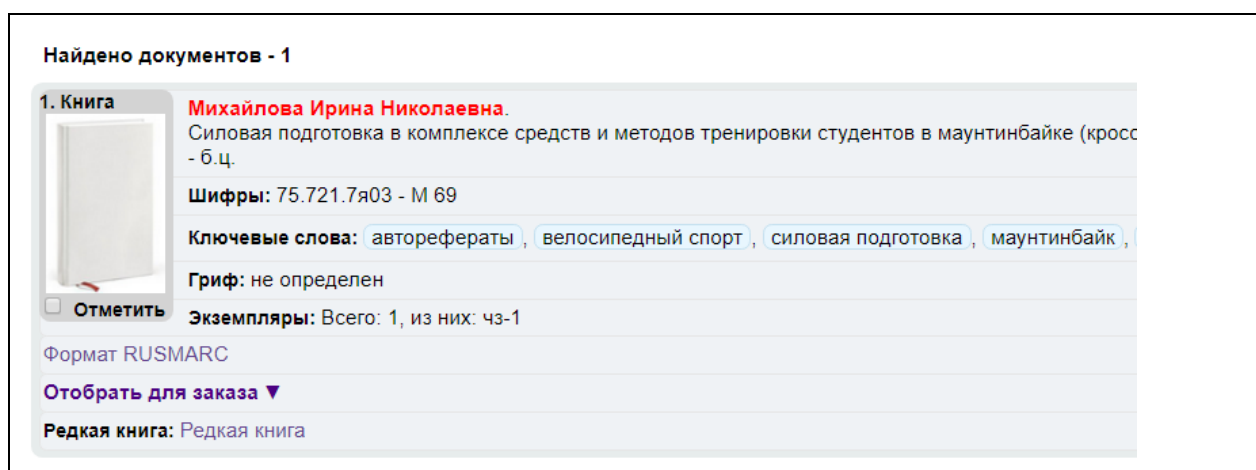 Найдено документов - 1
1. Книга
Михайлова Ирина Николаевна.
Силовая подготовка в комплексе средств и методов тренировки студентов в маунтинбайке (кросс
- б.ц.
Шифры: 75.721.7я03 - М 69
Ключевые слова: авторефераты, велосипедный спорт, силовая подготовка, маунтинбайк,
Гриф: не определен
Отметить
Экземпляры: Всего: 1, из них: чз-1
Формат RUSMARC
Отобрать для заказа ▼
Редкая книга: Редкая книга